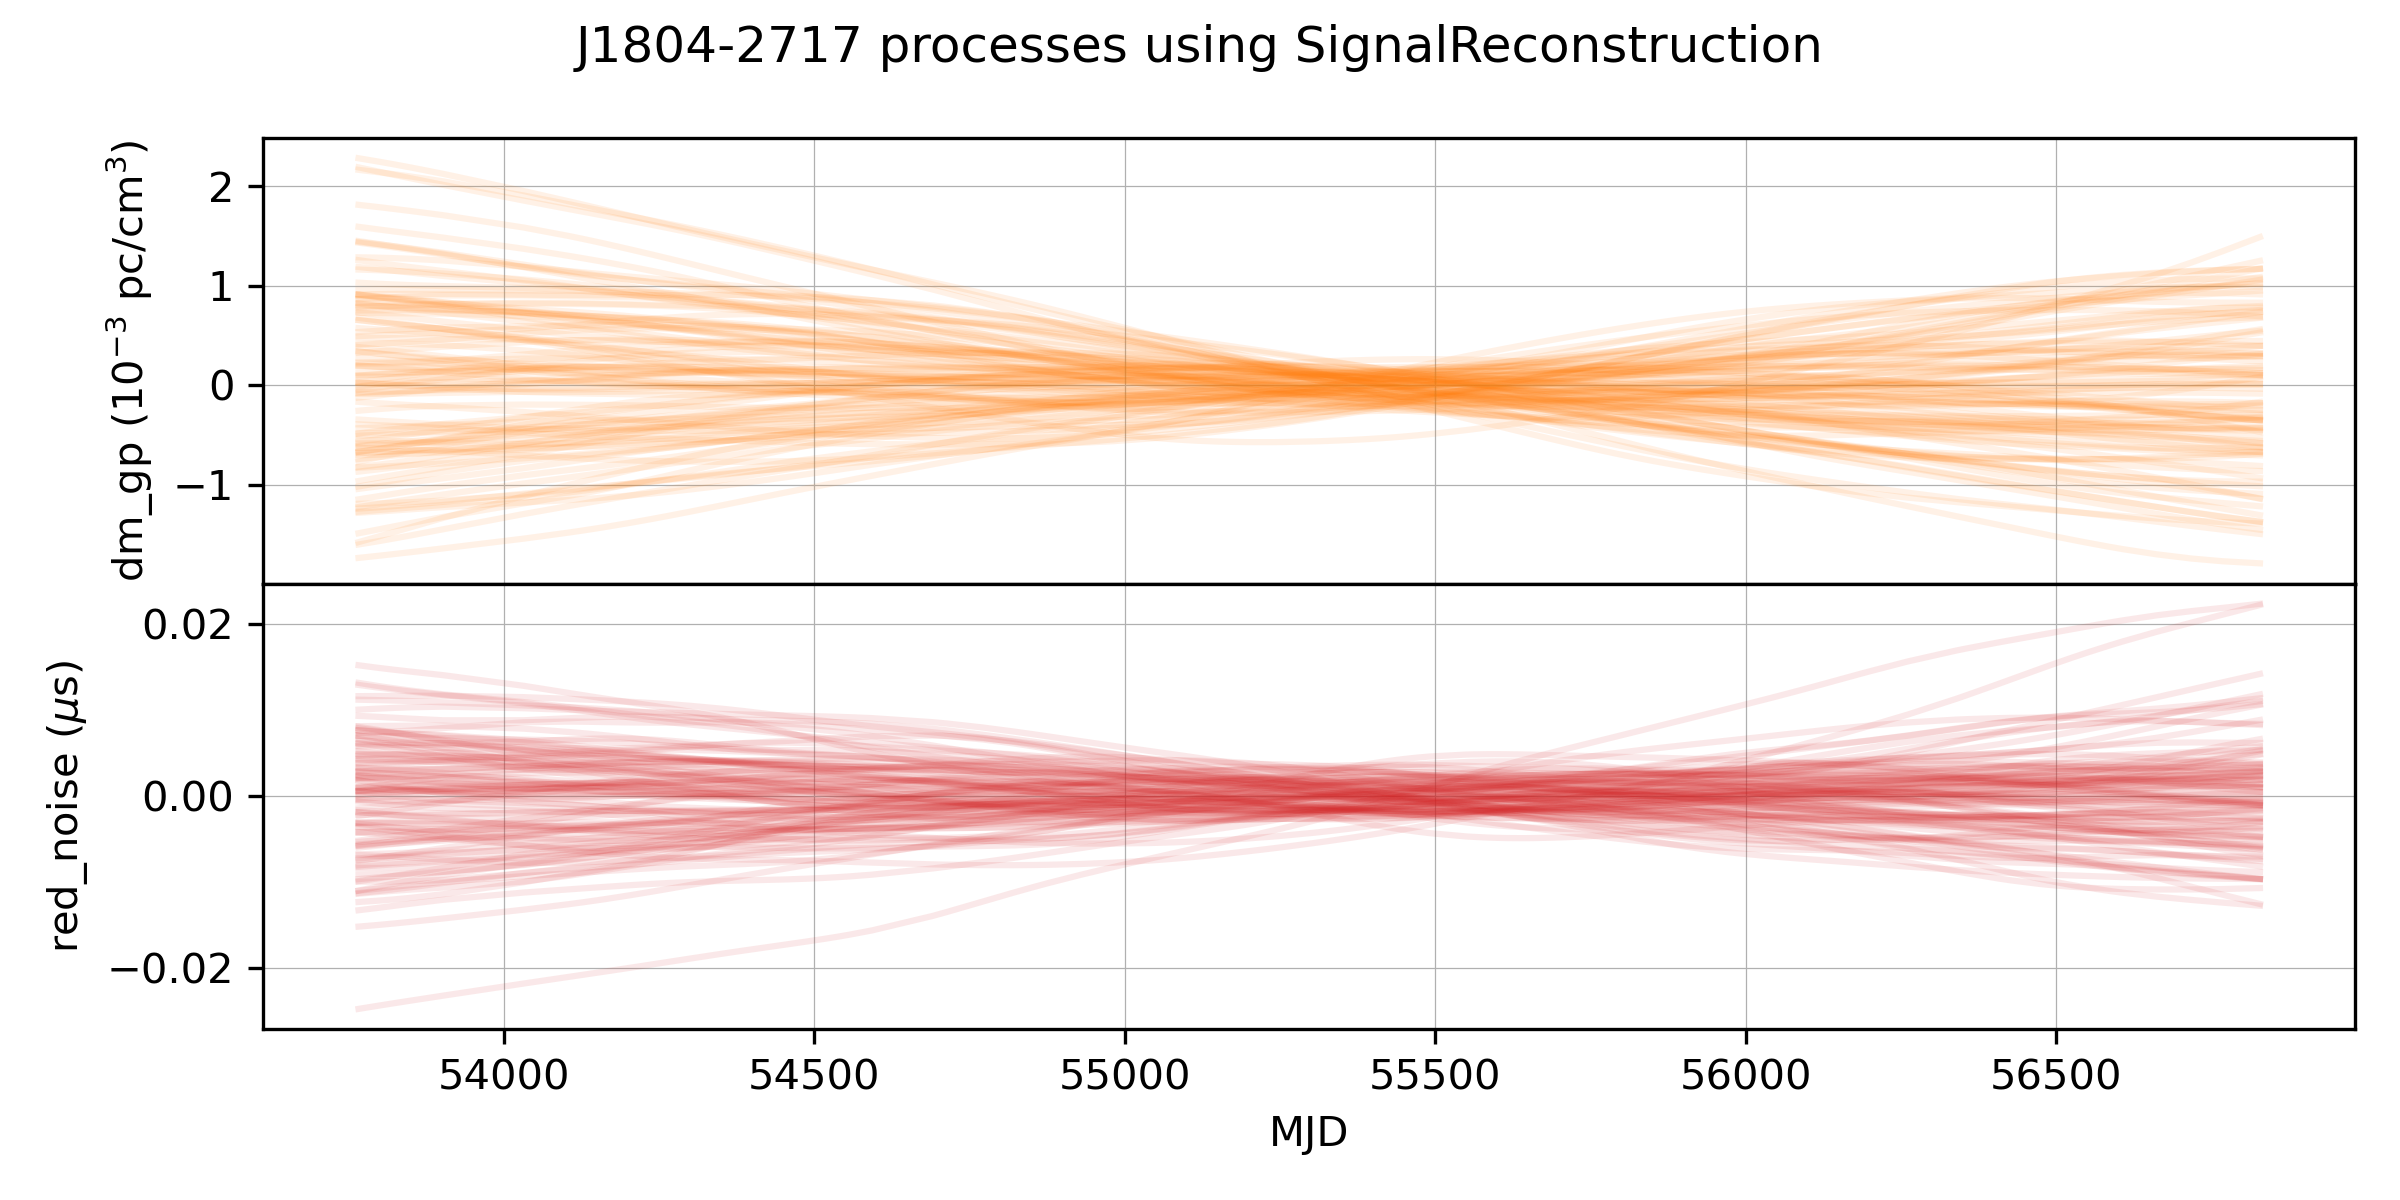 J1804-2717 processes using SignalReconstruction
dm_gp (10⁻³ pc/cm³)
2
1
0
−1
red_noise (μs)
0.02
0.00
−0.02
54000 54500 55000 55500 56000 56500
MJD